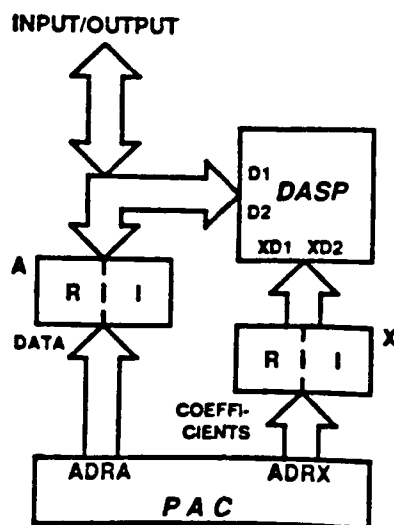 INPUT/OUTPUT
D1
DASP
D2
XD1 XD2
A
R I
DATA
X
R I
COEFFI-
CIENTS
ADRA
ADRX
PAC